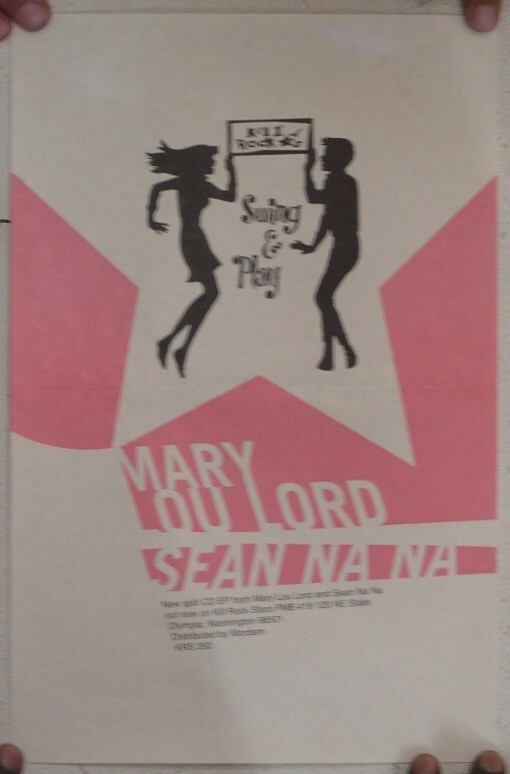 KILL
ROCK STARS
Swing
&
Play
MARY
LOU LORD
SEAN NA NA
New split CD/EP from Mary Lou Lord and Sean Na Na
out now on Kill Rock Stars PMB 418 120 NE State
Olympia, Washington 98501
Distributed by Mordam
KRS